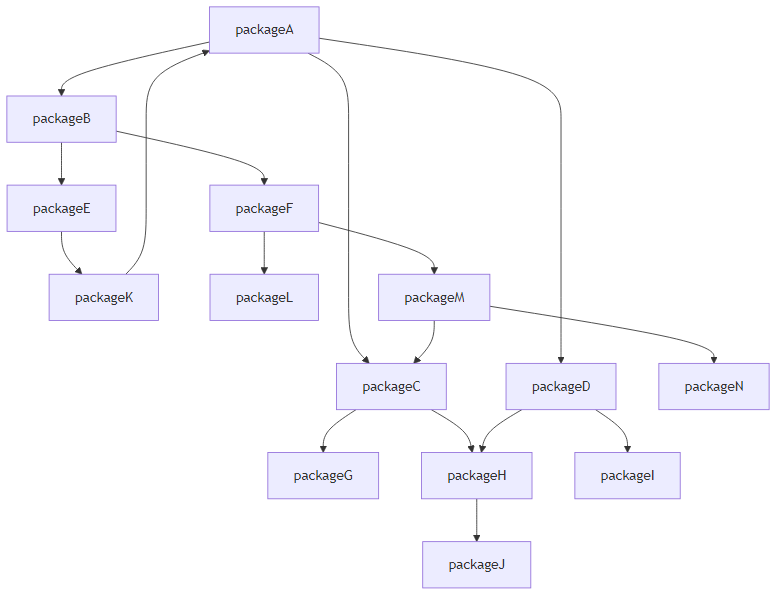 packageA
packageB
packageE
packageF
packageK
packageL
packageM
packageC
packageD
packageN
packageG
packageH
packageI
packageJ